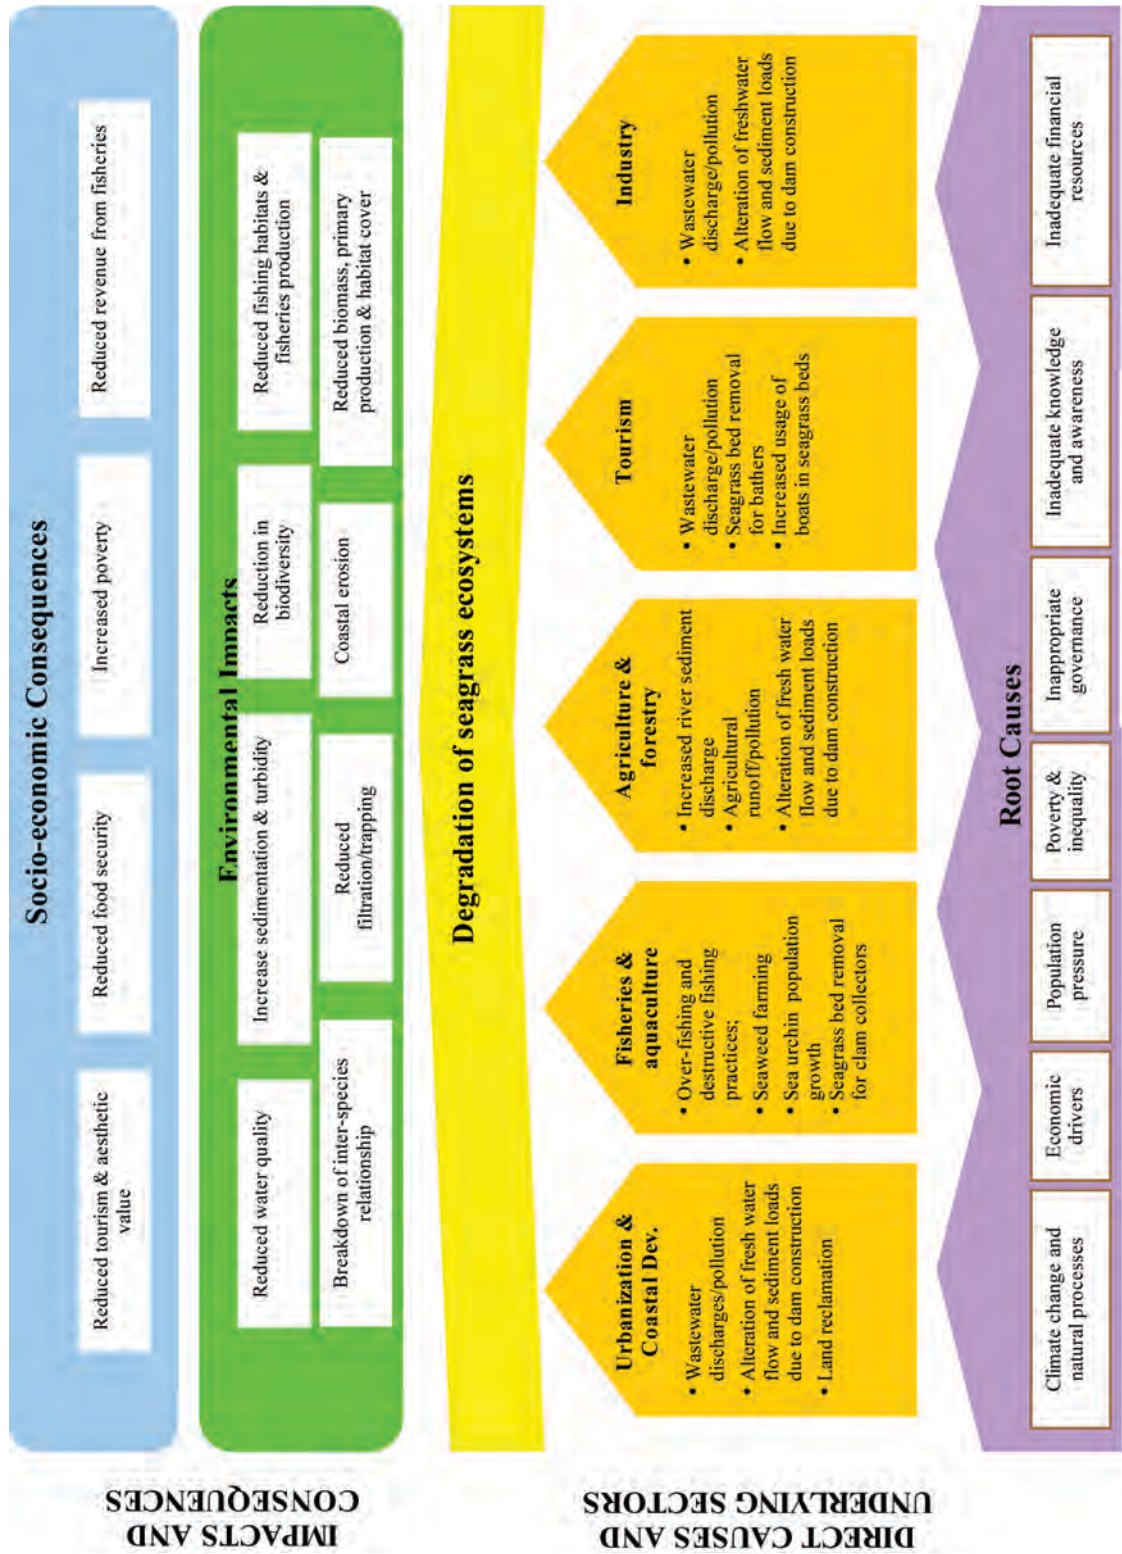 IMPACTS AND
CONSEQUENCES
Socio-economic Consequences
Reduced tourism & aesthetic
value
Reduced food security
Increased poverty
Reduced revenue from fisheries
Environmental Impacts
Reduced water quality
Increase sedimentation & turbidity
Reduction in
biodiversity
Reduced fishing habitats &
fisheries production
Breakdown of inter-species
relationship
Reduced
filtration/trapping
Coastal erosion
Reduced biomass, primary
production & habitat cover
Degradation of seagrass ecosystems
DIRECT CAUSES AND
UNDERLYING SECTORS
Urbanization &
Coastal Dev.
• Wastewater
discharges/pollution
• Alteration of fresh water
flow and sediment loads
due to dam construction
• Land reclamation
Fisheries &
aquaculture
• Over-fishing and
destructive fishing
practices;
• Seaweed farming
• Sea urchin population
growth
• Seagrass bed removal
for clam collectors
Agriculture &
forestry
• Increased river sediment
discharge
• Agricultural
runoff/pollution
• Alteration of fresh water
flow and sediment loads
due to dam construction
Tourism
• Wastewater
discharge/pollution
• Seagrass bed removal
for bathers
• Increased usage of
boats in seagrass beds
Industry
• Wastewater
discharge/pollution
• Alteration of freshwater
flow and sediment loads
due to dam construction
Root Causes
Climate change and
natural processes
Economic
drivers
Population
pressure
Poverty &
inequality
Inappropriate
governance
Inadequate knowledge
and awareness
Inadequate financial
resources